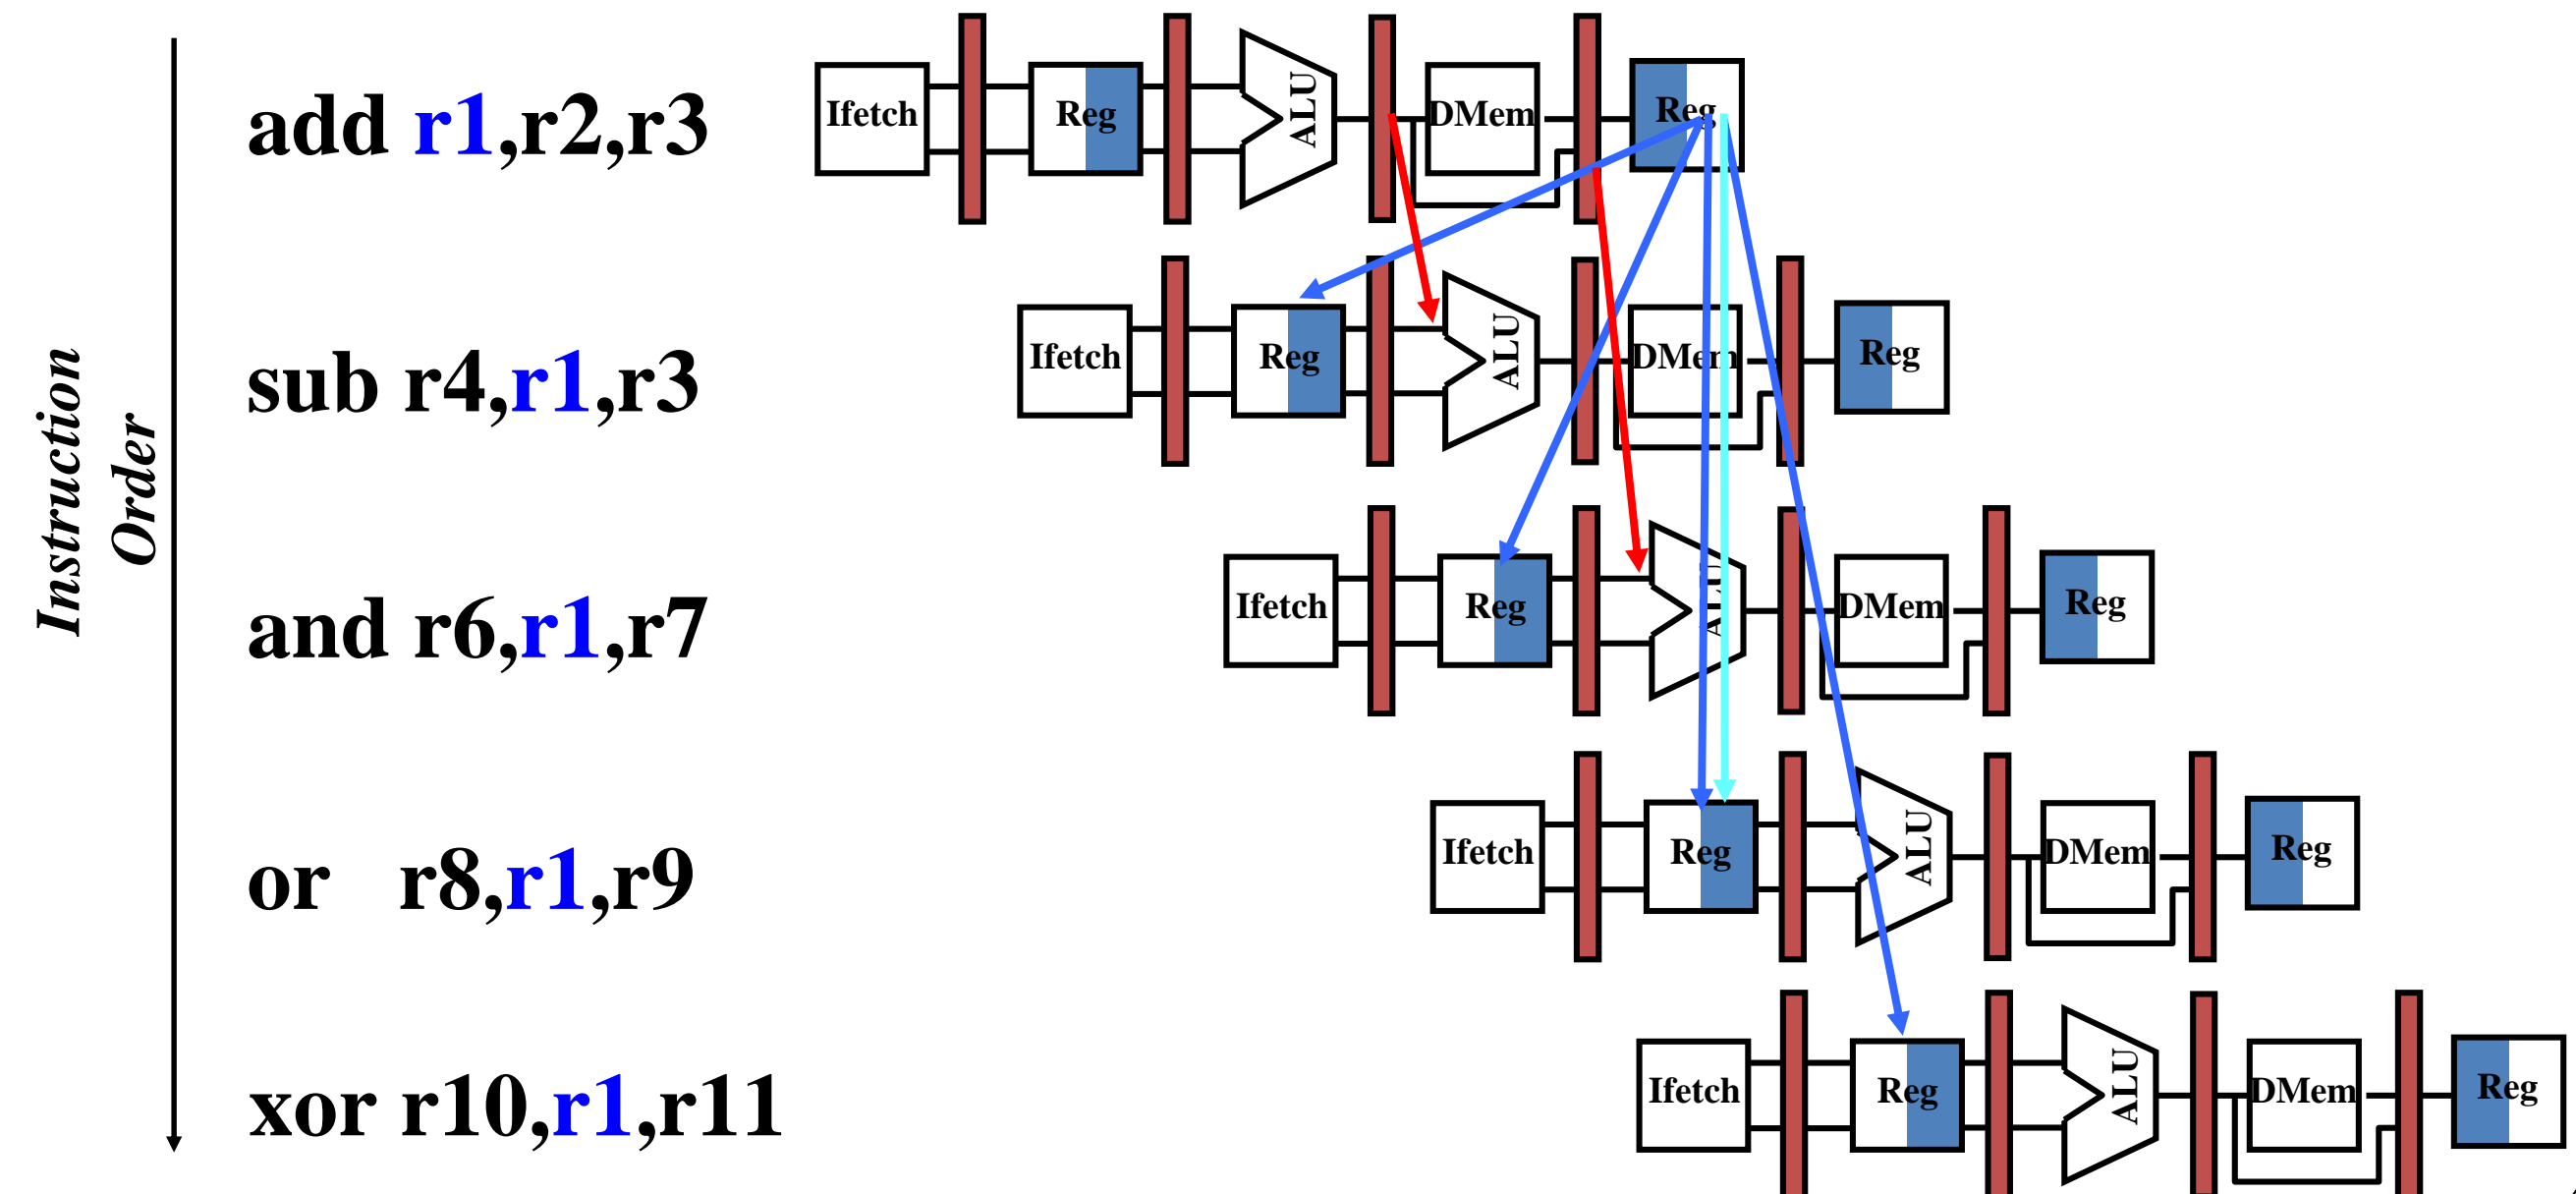 Instruction
Order
add r1,r2,r3
Ifetch Reg ALU DMem Reg
sub r4,r1,r3
Ifetch Reg ALU DMem Reg
and r6,r1,r7
Ifetch Reg ALU DMem Reg
or r8,r1,r9
Ifetch Reg ALU DMem Reg
xor r10,r1,r11
Ifetch Reg ALU DMem Reg